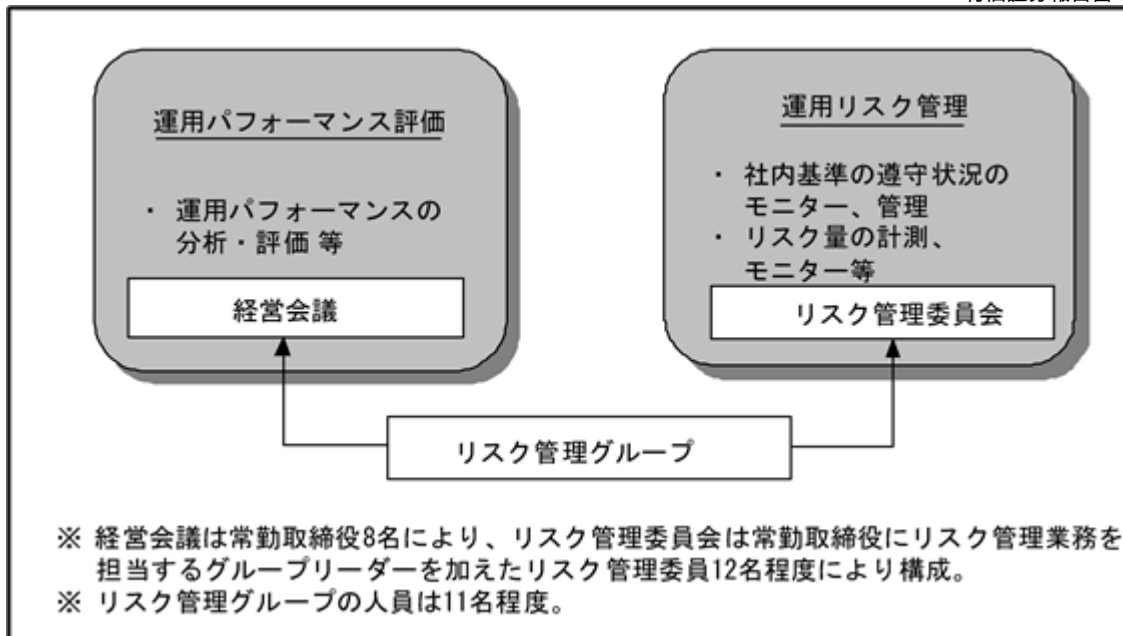 運用パフォーマンス評価
・ 運用パフォーマンスの
分析・評価 等
経営会議
運用リスク管理
・ 社内基準の遵守状況の
モニター、管理
・ リスク量の計測、
モニター等
リスク管理委員会
リスク管理グループ
※ 経営会議は常勤取締役8名により、リスク管理委員会は常勤取締役にリスク管理業務を
担当するグループリーダーを加えたリスク管理委員12名程度により構成。
※ リスク管理グループの人員は11名程度。